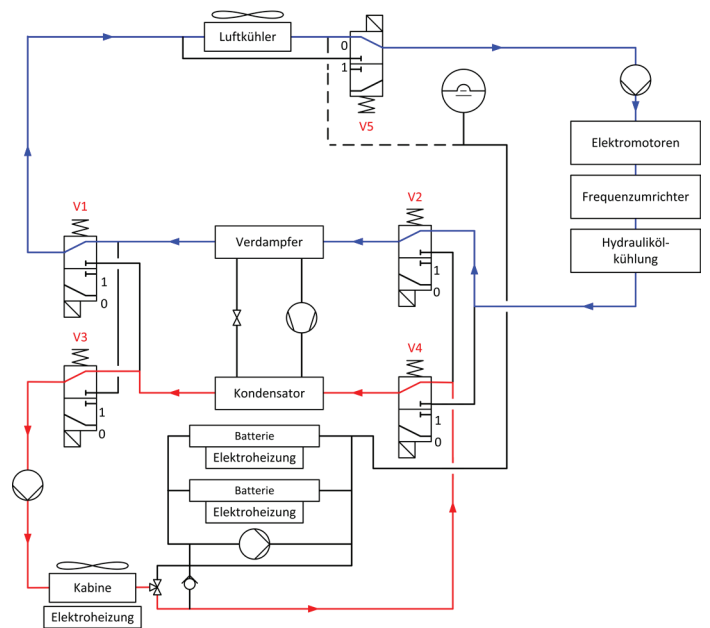 Luftkühler
0
1
V5
Elektromotoren
Frequenzumrichter
Hydrauliköl-
kühlung
V1
V2
Verdampfer
1
0
1
0
V3
V4
Kondensator
1
0
1
0
Batterie
Elektroheizung
Batterie
Elektroheizung
Kabine
Elektroheizung